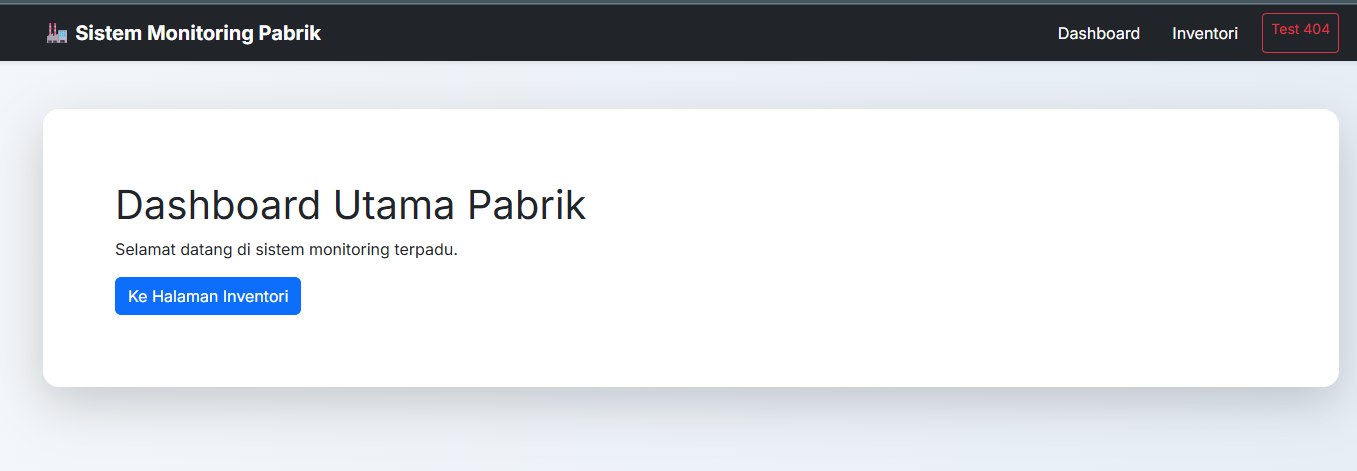 Sistem Monitoring Pabrik
Dashboard Inventori Test 404
Dashboard Utama Pabrik
Selamat datang di sistem monitoring terpadu.
Ke Halaman Inventori